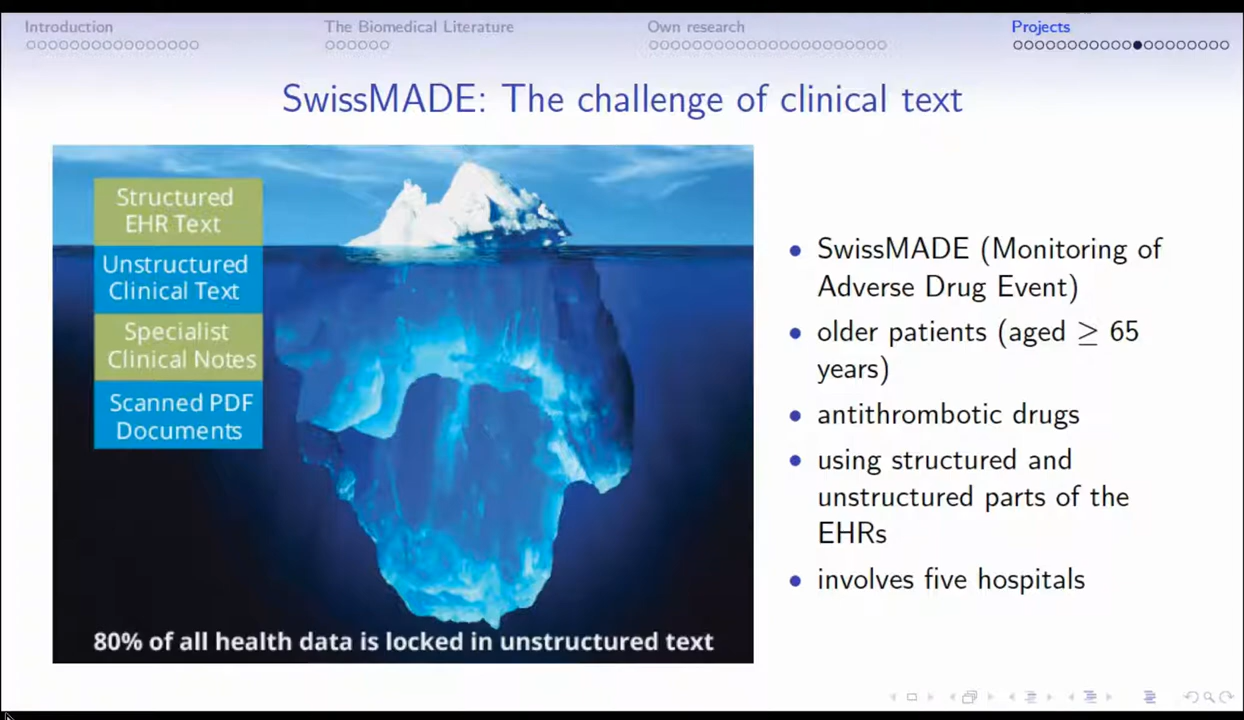 Introduction
The Biomedical Literature
Own research
Projects
SwissMADE: The challenge of clinical text
Structured
EHR Text
Unstructured
Clinical Text
Specialist
Clinical Notes
Scanned PDF
Documents
80% of all health data is locked in unstructured text
• SwissMADE (Monitoring of
Adverse Drug Event)
• older patients (aged ≥ 65
years)
• antithrombotic drugs
• using structured and
unstructured parts of the
EHRs
• involves five hospitals